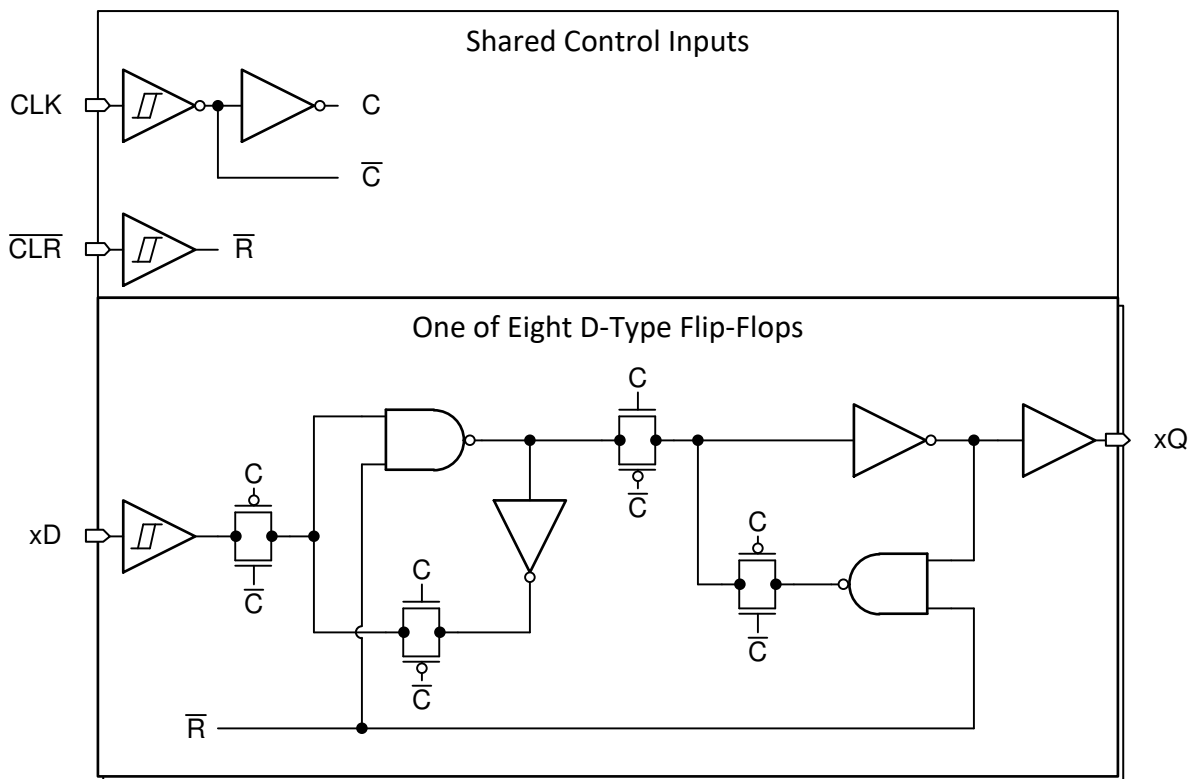 Shared Control Inputs
CLK
C
C̅
C̅L̅R̅
R̅
One of Eight D-Type Flip-Flops
C
C̅
xQ
C
xD
C
C̅
C
C̅
C̅
C̅
R̅